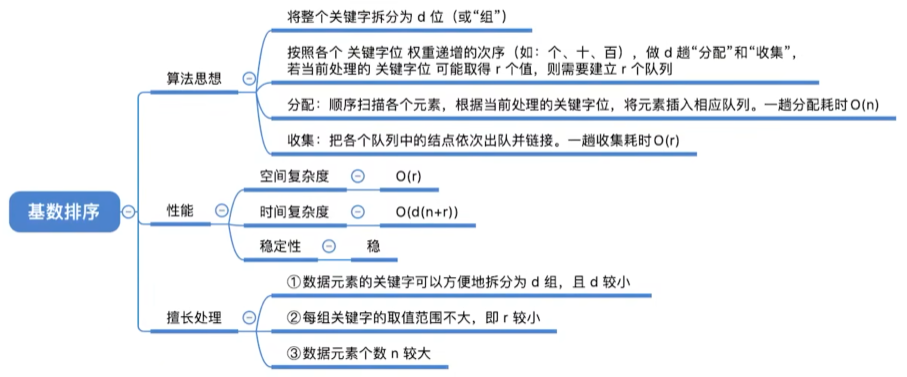 基数排序
算法思想
将整个关键字拆分为 d 位（或“组”）
按照各个 关键字位 权重递增的次序（如：个、十、百），做 d 趟“分配”和“收集”，
若当前处理的 关键字位 可能取得 r 个值，则需要建立 r 个队列
分配：顺序扫描各个元素，根据当前处理的关键字位，将元素插入相应队列。一趟分配耗时O(n)
收集：把各个队列中的结点依次出队并链接。一趟收集耗时O(r)
性能
空间复杂度
O(r)
时间复杂度
O(d(n+r))
稳定性
稳
擅长处理
①数据元素的关键字可以方便地拆分为 d 组，且 d 较小
②每组关键字的取值范围不大，即 r 较小
③数据元素个数 n 较大